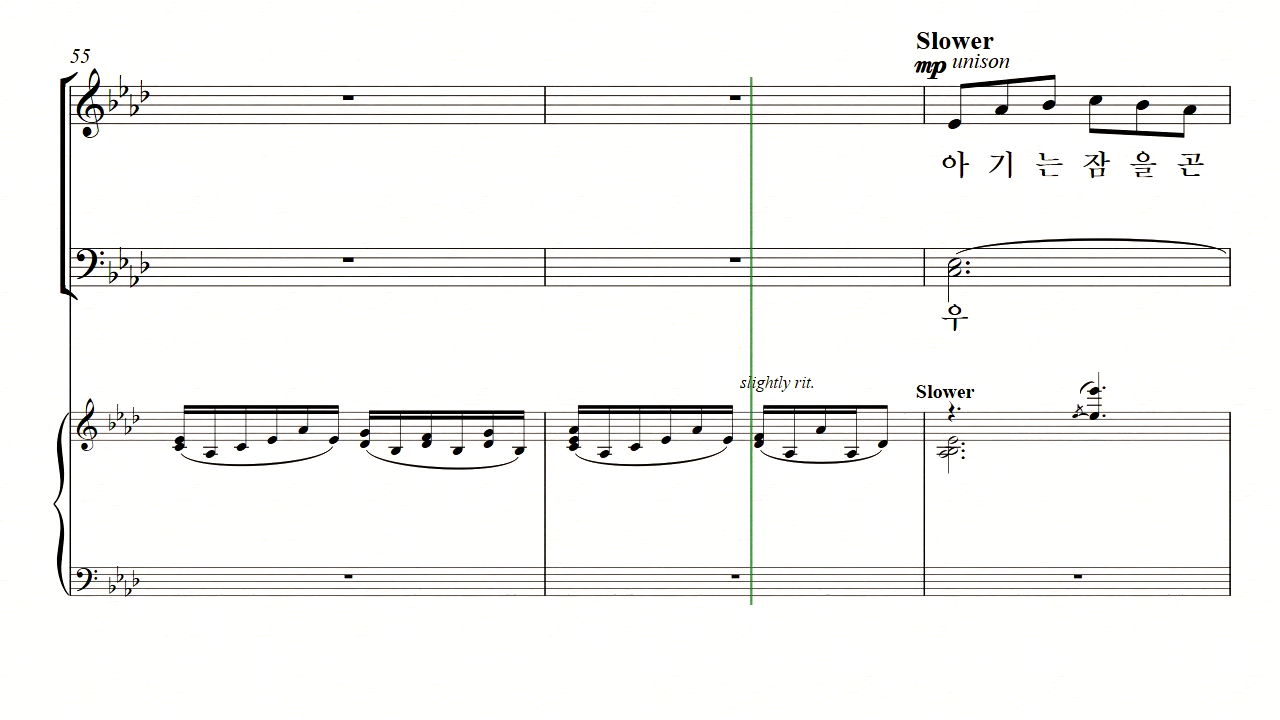 55
Slower
mp unison
아 기 는 잠 을 곤
우
slightly rit.
Slower